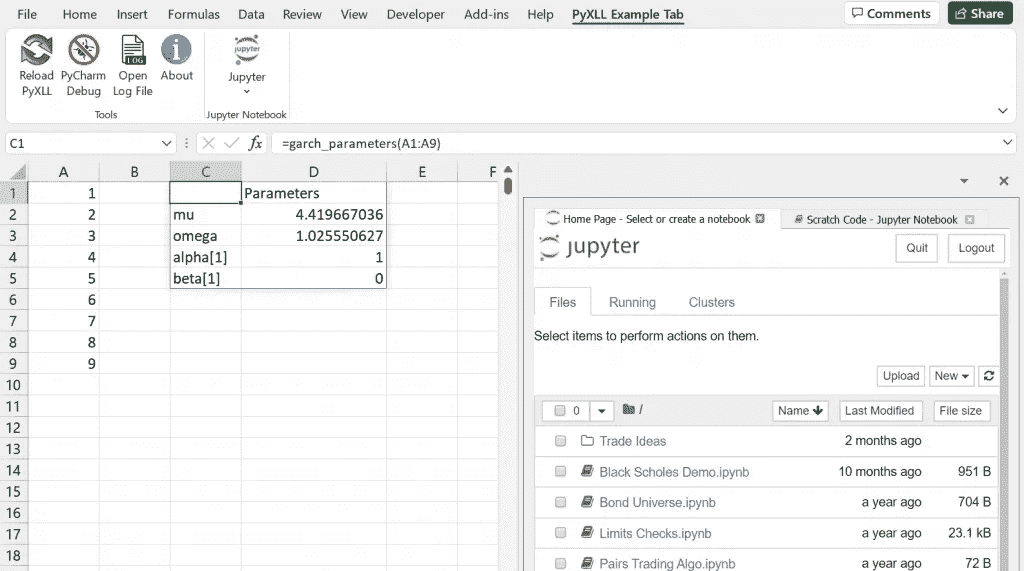 File Home Insert Formulas Data Review View Developer Add-ins Help PyXLL Example Tab Comments Share
Reload PyXLL
PyCharm Debug
LOG
Open Log File
About
Tools
jupyter
Jupyter
Jupyter Notebook
C1 fx =garch_parameters(A1:A9)
A B C D E F
1 1 Parameters
2 2 mu 4.419667036
3 3 omega 1.025550627
4 4 alpha[1] 1
5 5 beta[1] 0
6 6
7 7
8 8
9 9
10
11
12
13
14
15
16
17
18
Home Page - Select or create a notebook Scratch Code - Jupyter Notebook
jupyter Quit Logout
Files Running Clusters
Select items to perform actions on them.
Upload New
0 / Name Last Modified File size
Trade Ideas 2 months ago
Black Scholes Demo.ipynb 10 months ago 951 B
Bond Universe.ipynb a year ago 704 B
Limits Checks.ipynb a year ago 23.1 kB
Pairs Trading Algo.ipynb a year ago 72 B